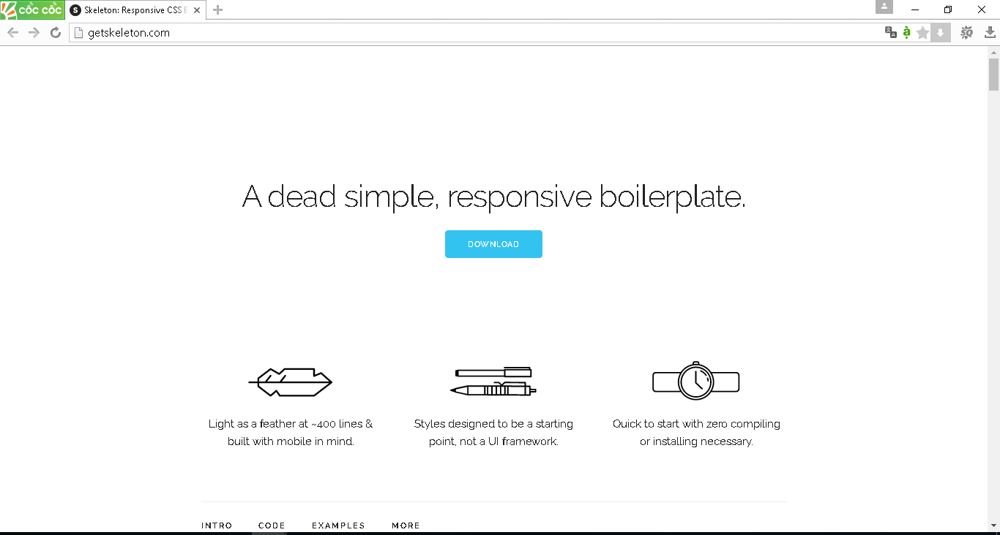 CỐC CỐC
S Skeleton: Responsive CSS
getskeleton.com
A dead simple, responsive boilerplate.
DOWNLOAD
Light as a feather at ~400 lines &
built with mobile in mind.
Styles designed to be a starting
point, not a UI framework.
Quick to start with zero compiling
or installing necessary.
INTRO CODE EXAMPLES MORE